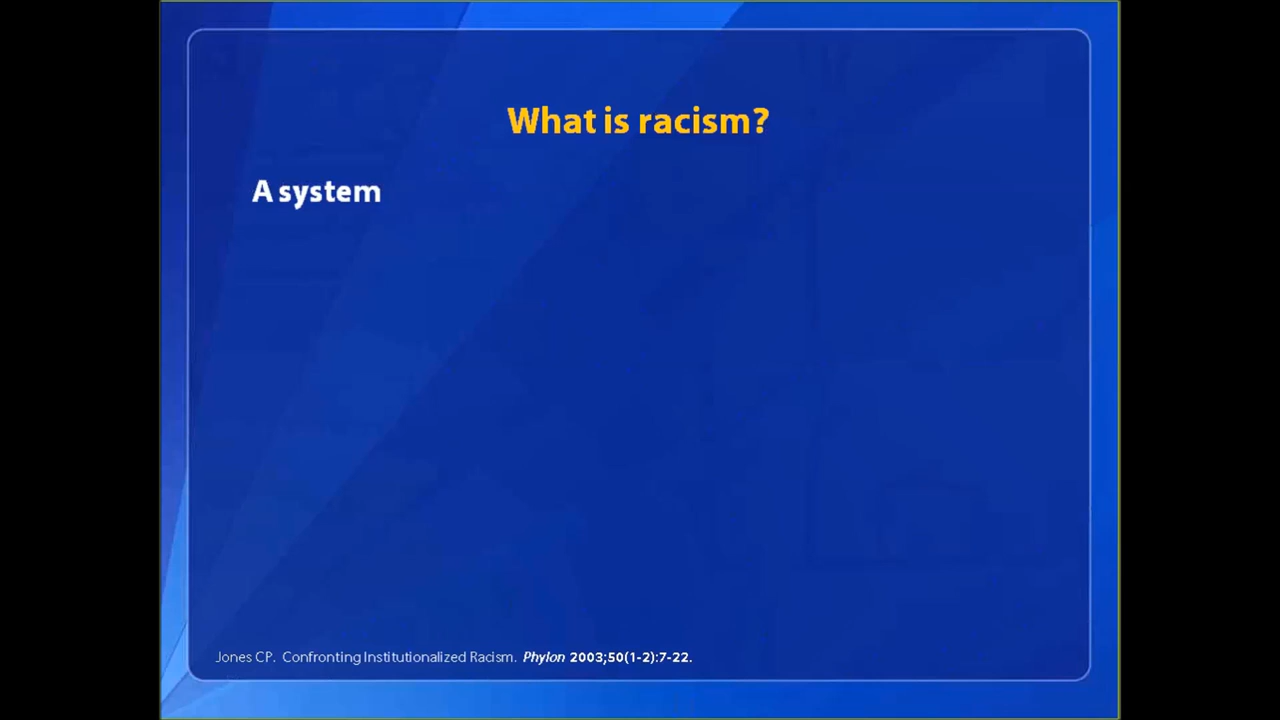 What is racism?
A system
Jones CP. Confronting Institutionalized Racism. Phylon 2003;50(1-2):7-22.